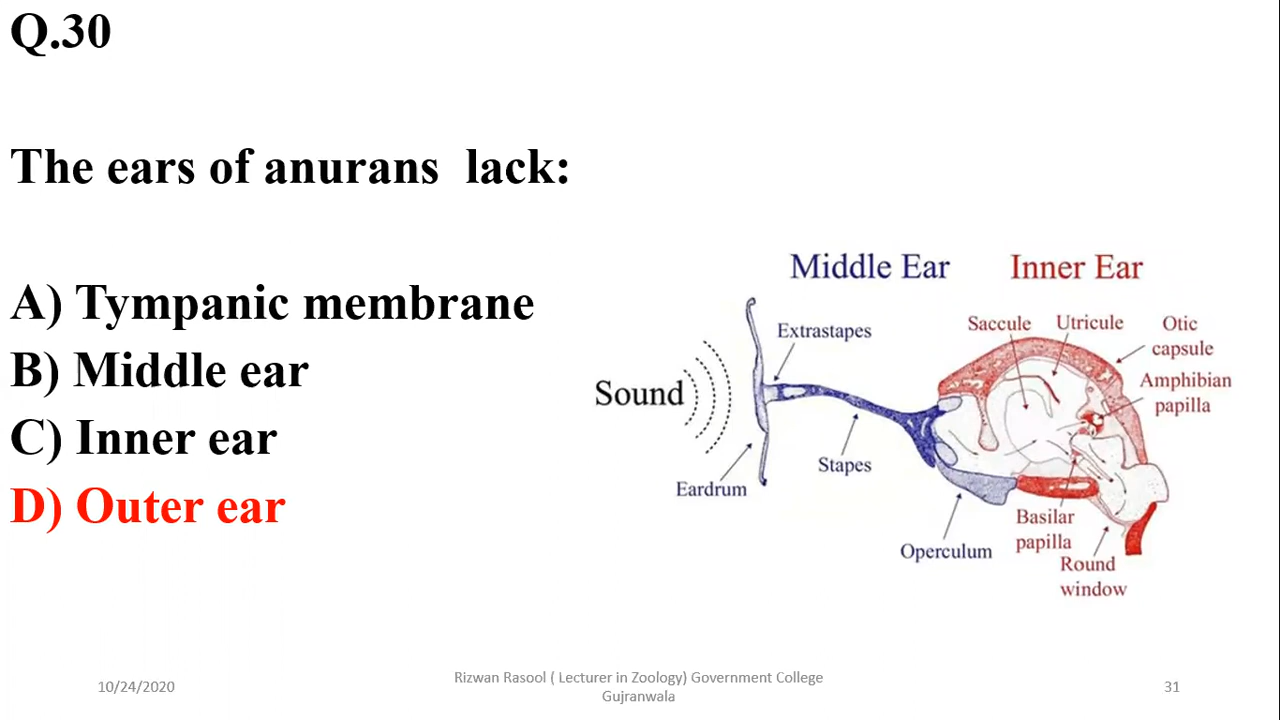 Q.30
The ears of anurans lack:
A) Tympanic membrane
B) Middle ear
C) Inner ear
D) Outer ear
Middle Ear
Inner Ear
Extrastapes
Saccule
Utricule
Otic
capsule
Amphibian
papilla
Sound
Stapes
Eardrum
Operculum
Basilar
papilla
Round
window
10/24/2020
Rizwan Rasool ( Lecturer in Zoology) Government College
Gujranwala
31